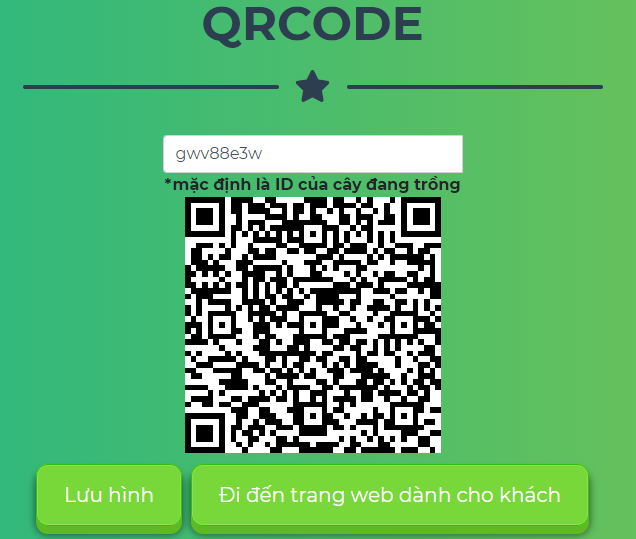 QRCODE
gwv88e3w
*mặc định là ID của cây đang trồng
Lưu hình
Đi đến trang web dành cho khách